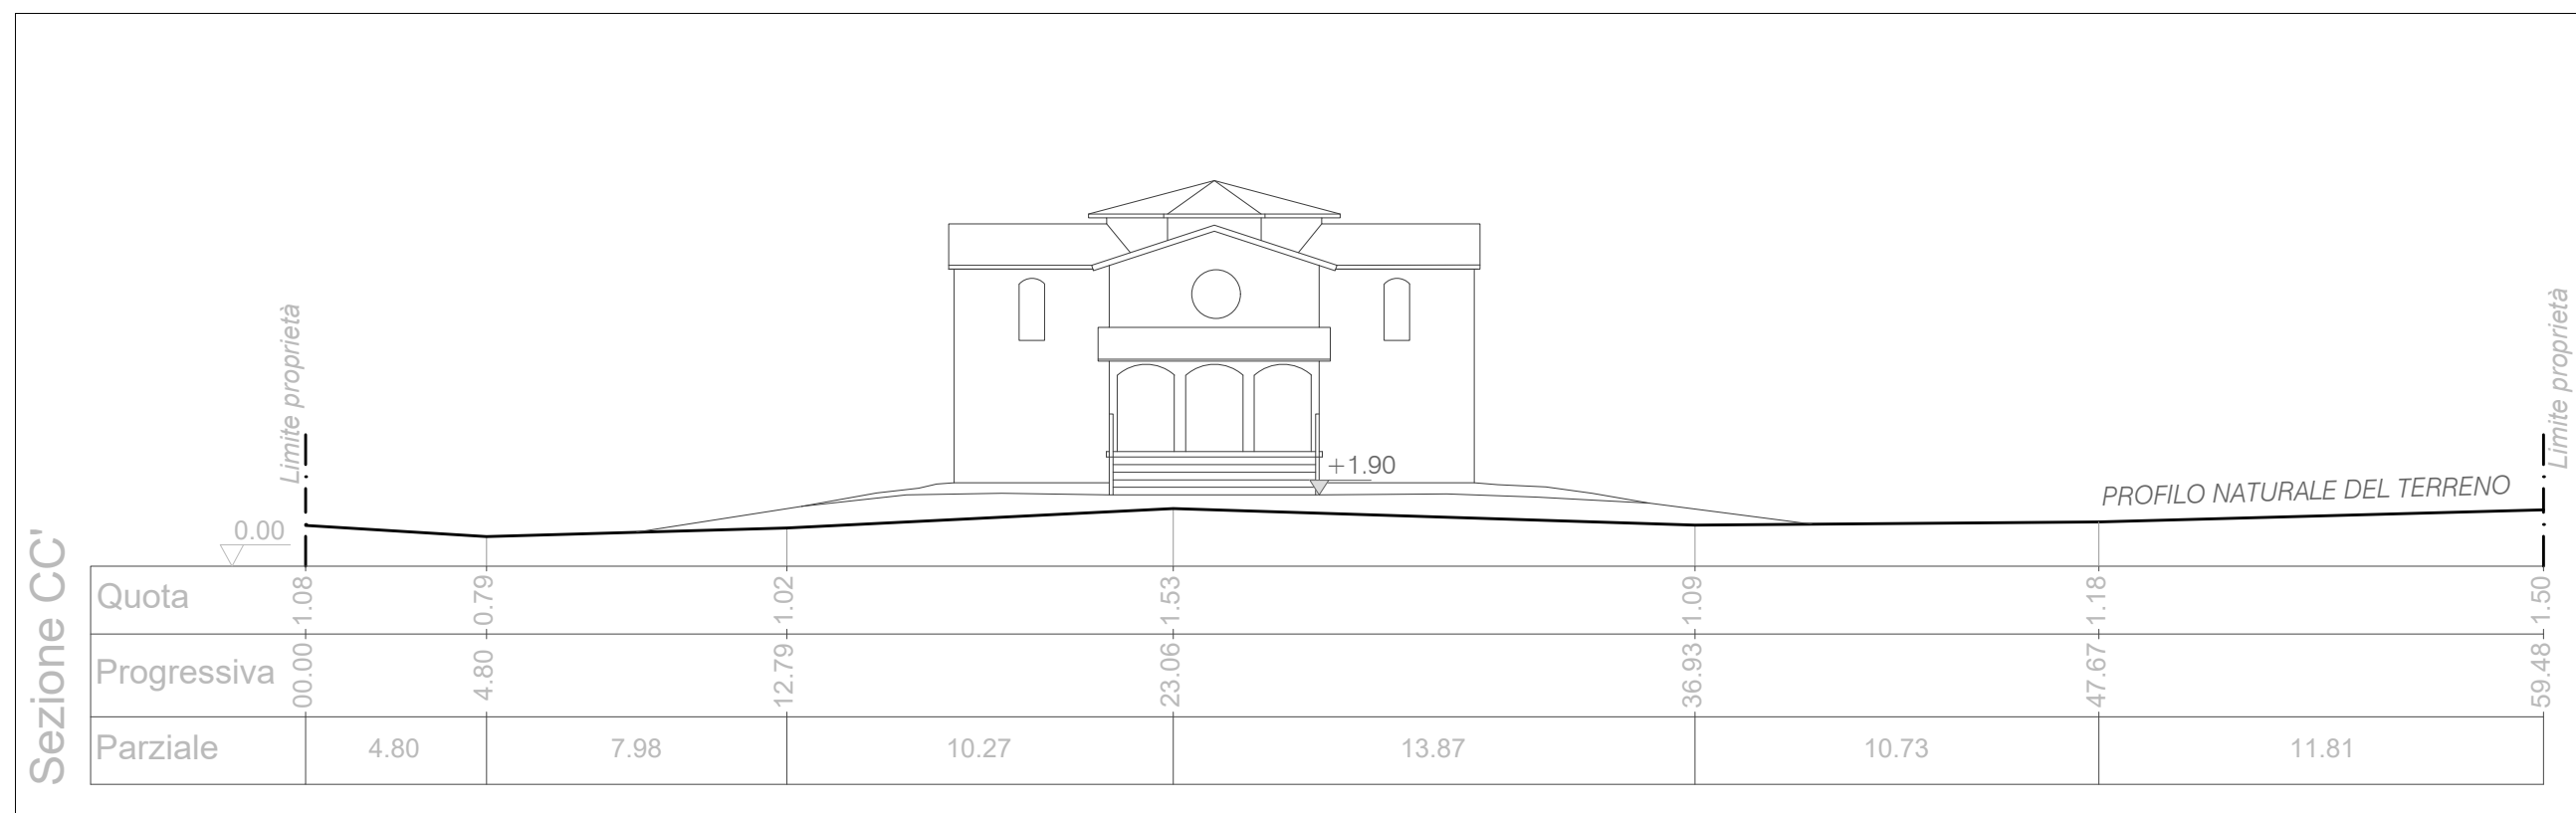 Limite proprietà
Limite proprietà
+1.90
PROFILO NATURALE DEL TERRENO
0.00
Sezione CC'
Quota 1.08 0.79 1.02 1.53 1.09 1.18 1.50
Progressiva 00.00 4.80 12.79 23.06 36.93 47.67 59.48
Parziale 4.80 7.98 10.27 13.87 10.73 11.81